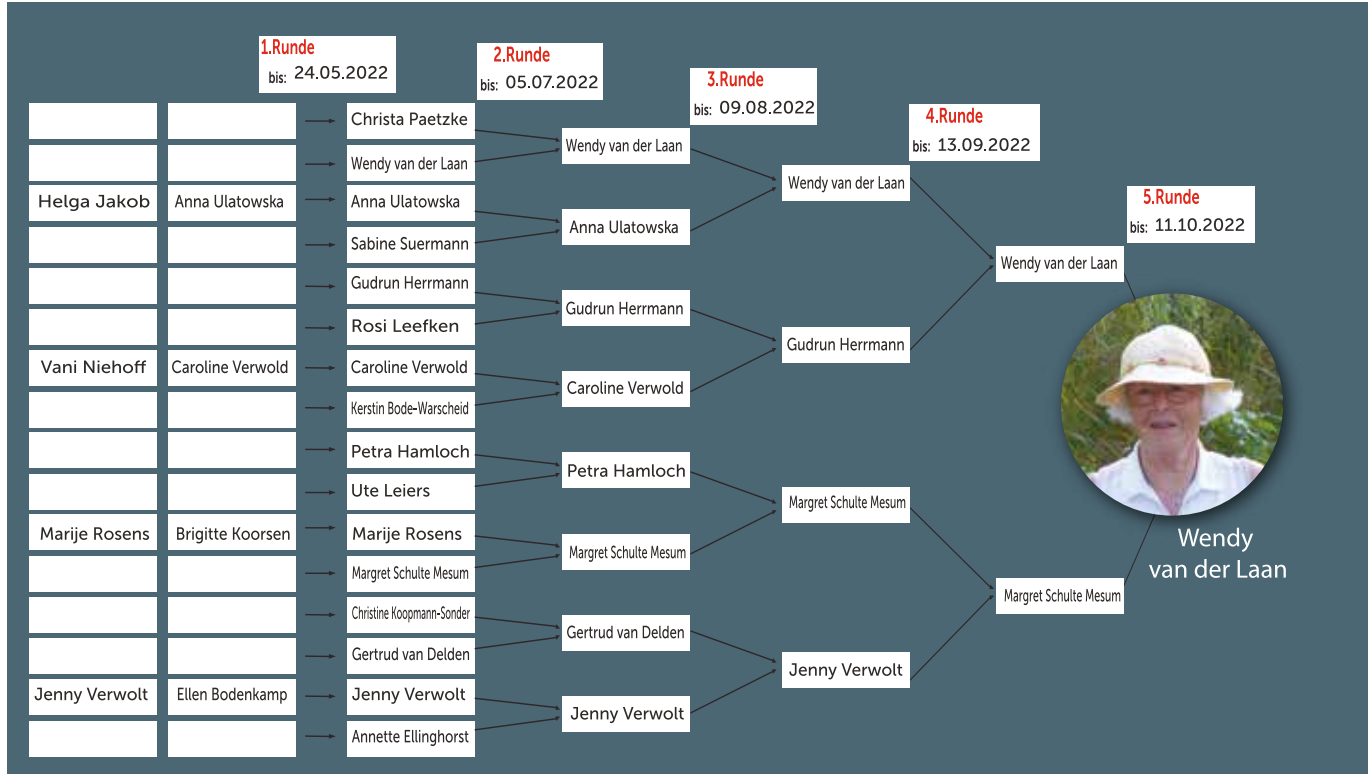 1.Runde
bis: 24.05.2022
2.Runde
bis: 05.07.2022
3.Runde
bis: 09.08.2022
4.Runde
bis: 13.09.2022
5.Runde
bis: 11.10.2022
Helga Jakob
Vani Niehoff
Marije Rosens
Jenny Verwolt
Anna Ulatowska
Caroline Verwold
Brigitte Koorsen
Ellen Bodenkamp
Christa Paetzke
Wendy van der Laan
Anna Ulatowska
Sabine Suermann
Gudrun Herrmann
Rosi Leefken
Caroline Verwold
Kerstin Bode-Warscheid
Petra Hamloch
Ute Leiers
Marije Rosens
Margret Schulte Mesum
Christine Koopmann-Sonder
Gertrud van Delden
Jenny Verwolt
Annette Ellinghorst
Wendy van der Laan
Anna Ulatowska
Gudrun Herrmann
Caroline Verwold
Petra Hamloch
Margret Schulte Mesum
Gertrud van Delden
Jenny Verwolt
Wendy van der Laan
Gudrun Herrmann
Margret Schulte Mesum
Jenny Verwolt
Wendy van der Laan
Margret Schulte Mesum
Wendy
van der Laan